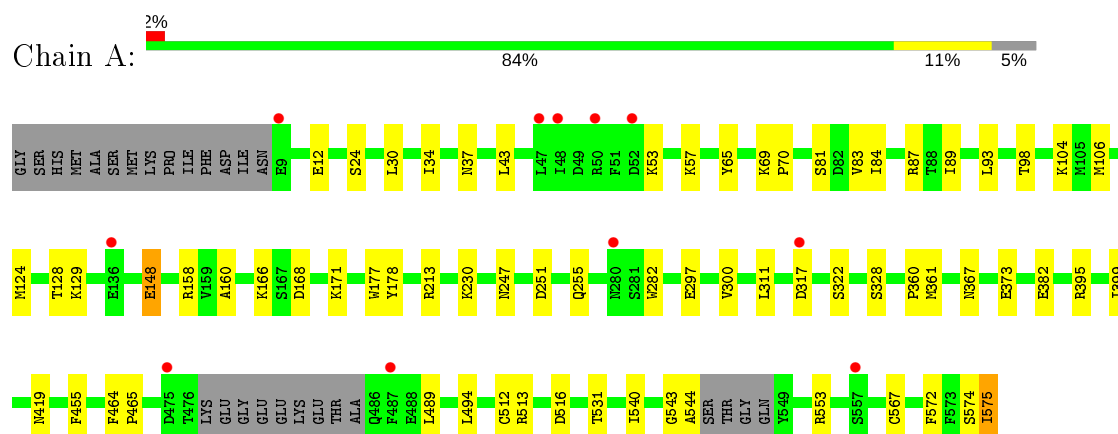 2%
Chain A:
84% 11% 5%
GLY SER HIS MET ALA SER MET LYS PRO ILE PHE ASP ILE ASN E9 E12 S24 L30 I34 N37 L43 L47 I48 D49 R50 F51 D52 K53 K57 Y65 K69 P70 S81 D82 V83 I84 R87 T88 I89 L93 T98 K104 M105 M106
M124 T128 K129 E136 E148 R158 V159 A160 K166 S167 D168 K171 W177 Y178 R213 K230 N247 D251 Q255 N280 S281 W282 E297 V300 L311 D317 S322 S328 P360 M361 N367 E373 E382 R395
N419 F455 F464 P465 D475 T476 LYS GLU GLY GLU GLU LYS GLU THR ALA Q486 F487 E488 L489 L494 C512 R513 D516 T531 I540 G543 A544 SER THR GLY GLN Y549 R553 S557 C567 F572 F573 S574 I575